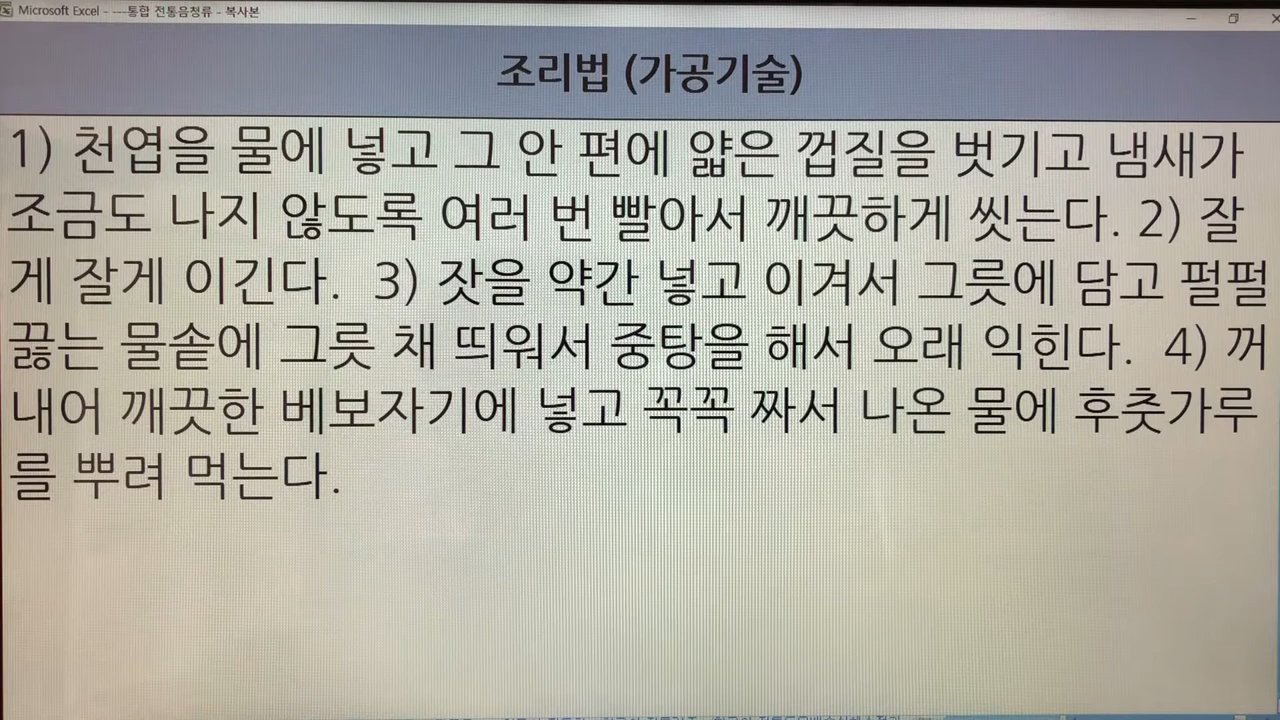 Microsoft Excel - ----통합 전통음청류 - 복사본
조리법 (가공기술)
1) 천엽을 물에 넣고 그 안 편에 얇은 껍질을 벗기고 냄새가
조금도 나지 않도록 여러 번 빨아서 깨끗하게 씻는다. 2) 잘
게 잘게 이긴다. 3) 잣을 약간 넣고 이겨서 그릇에 담고 펄펄
끓는 물솥에 그릇 채 띄워서 중탕을 해서 오래 익힌다. 4) 꺼
내어 깨끗한 베보자기에 넣고 꼭꼭 짜서 나온 물에 후춧가루
를 뿌려 먹는다.